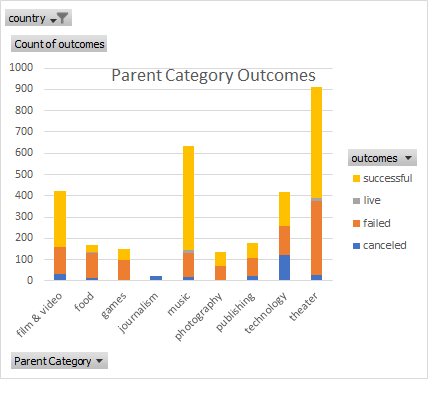 country
Count of outcomes
Parent Category Outcomes
1000
900
800
700
600
500
400
300
200
100
0
film & video
food
games
journalism
music
photography
publishing
technology
theater
outcomes
successful
live
failed
canceled
Parent Category